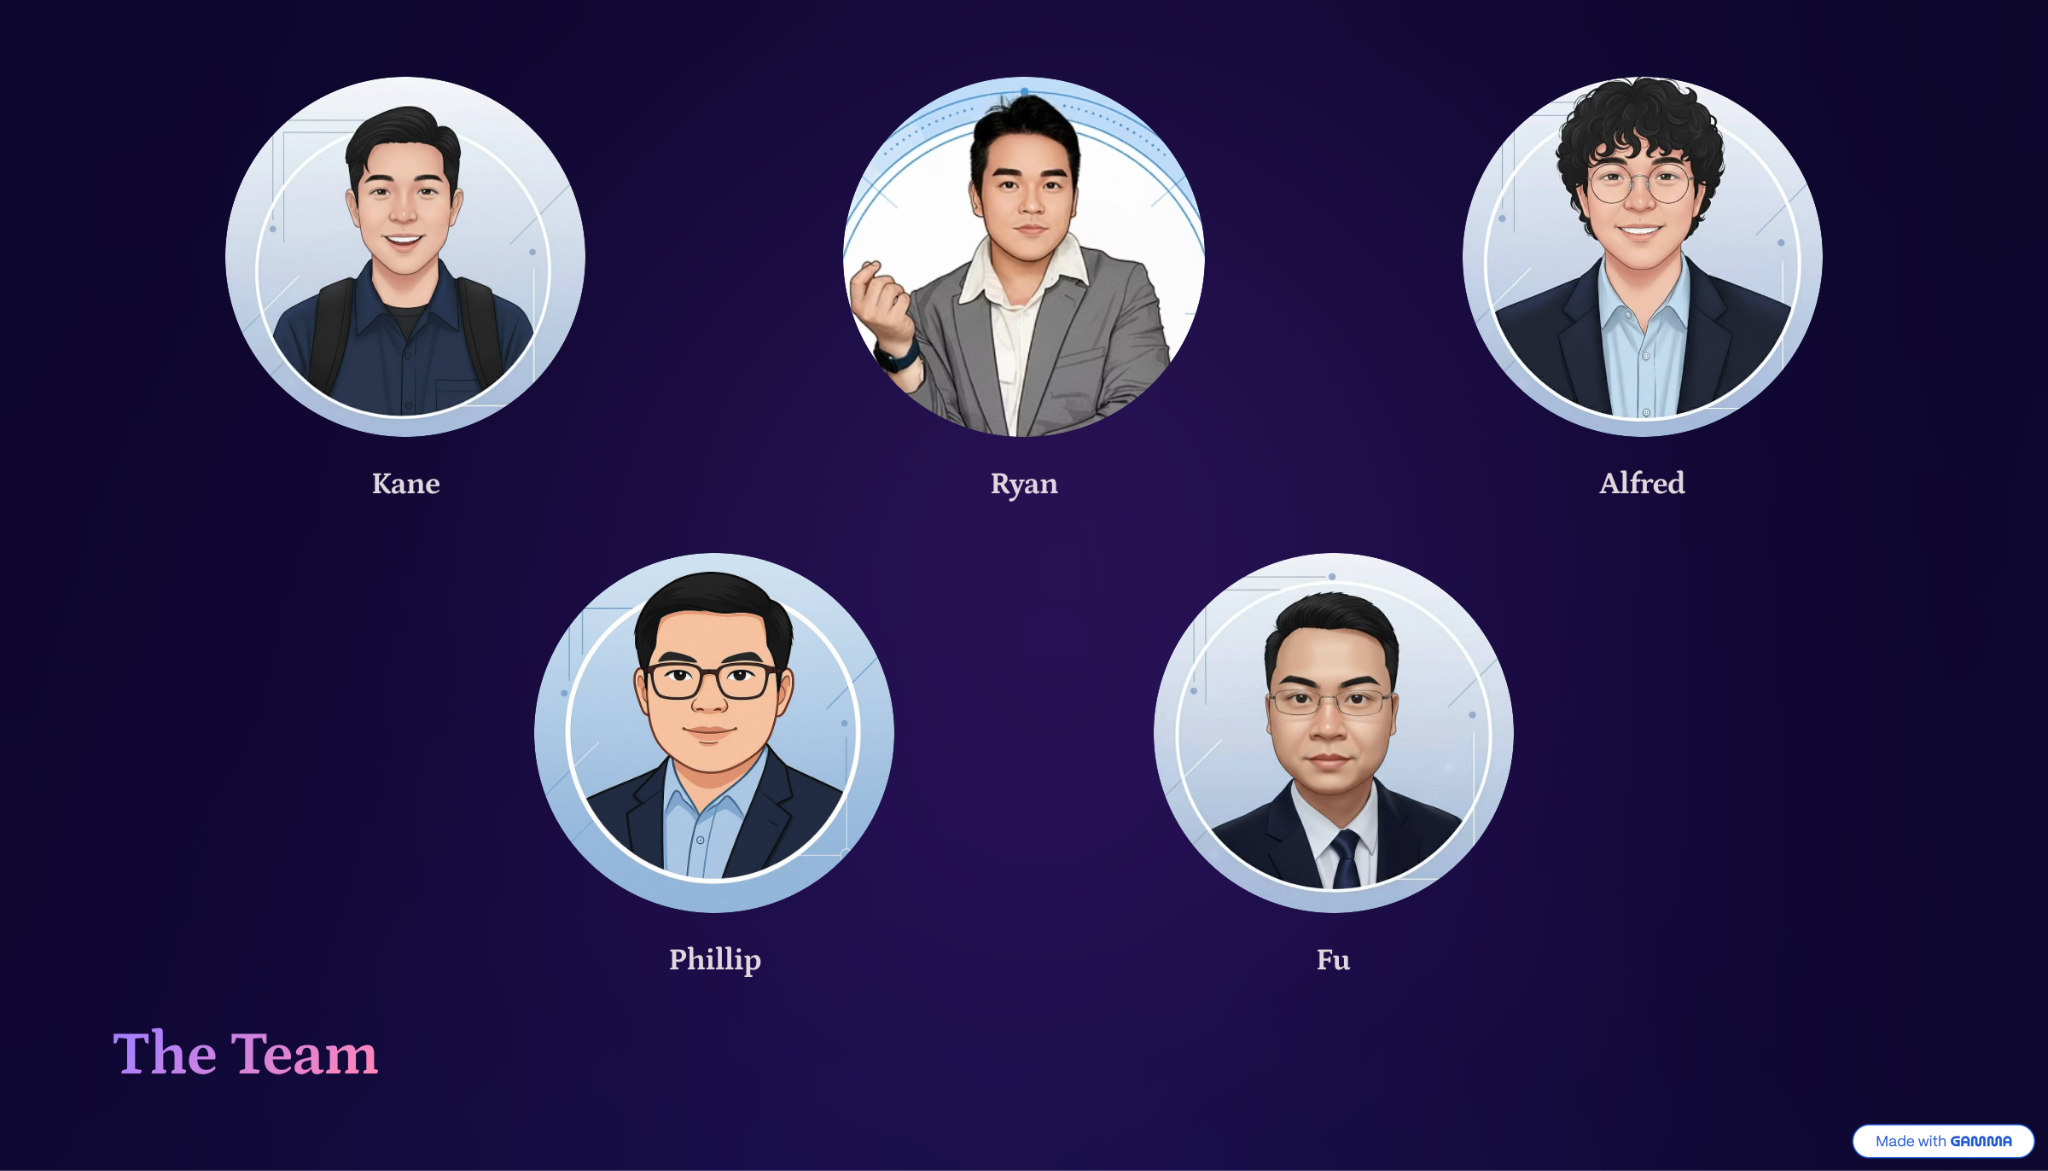 Kane
Ryan
Alfred
Phillip
Fu
The Team
Made with GAMMA